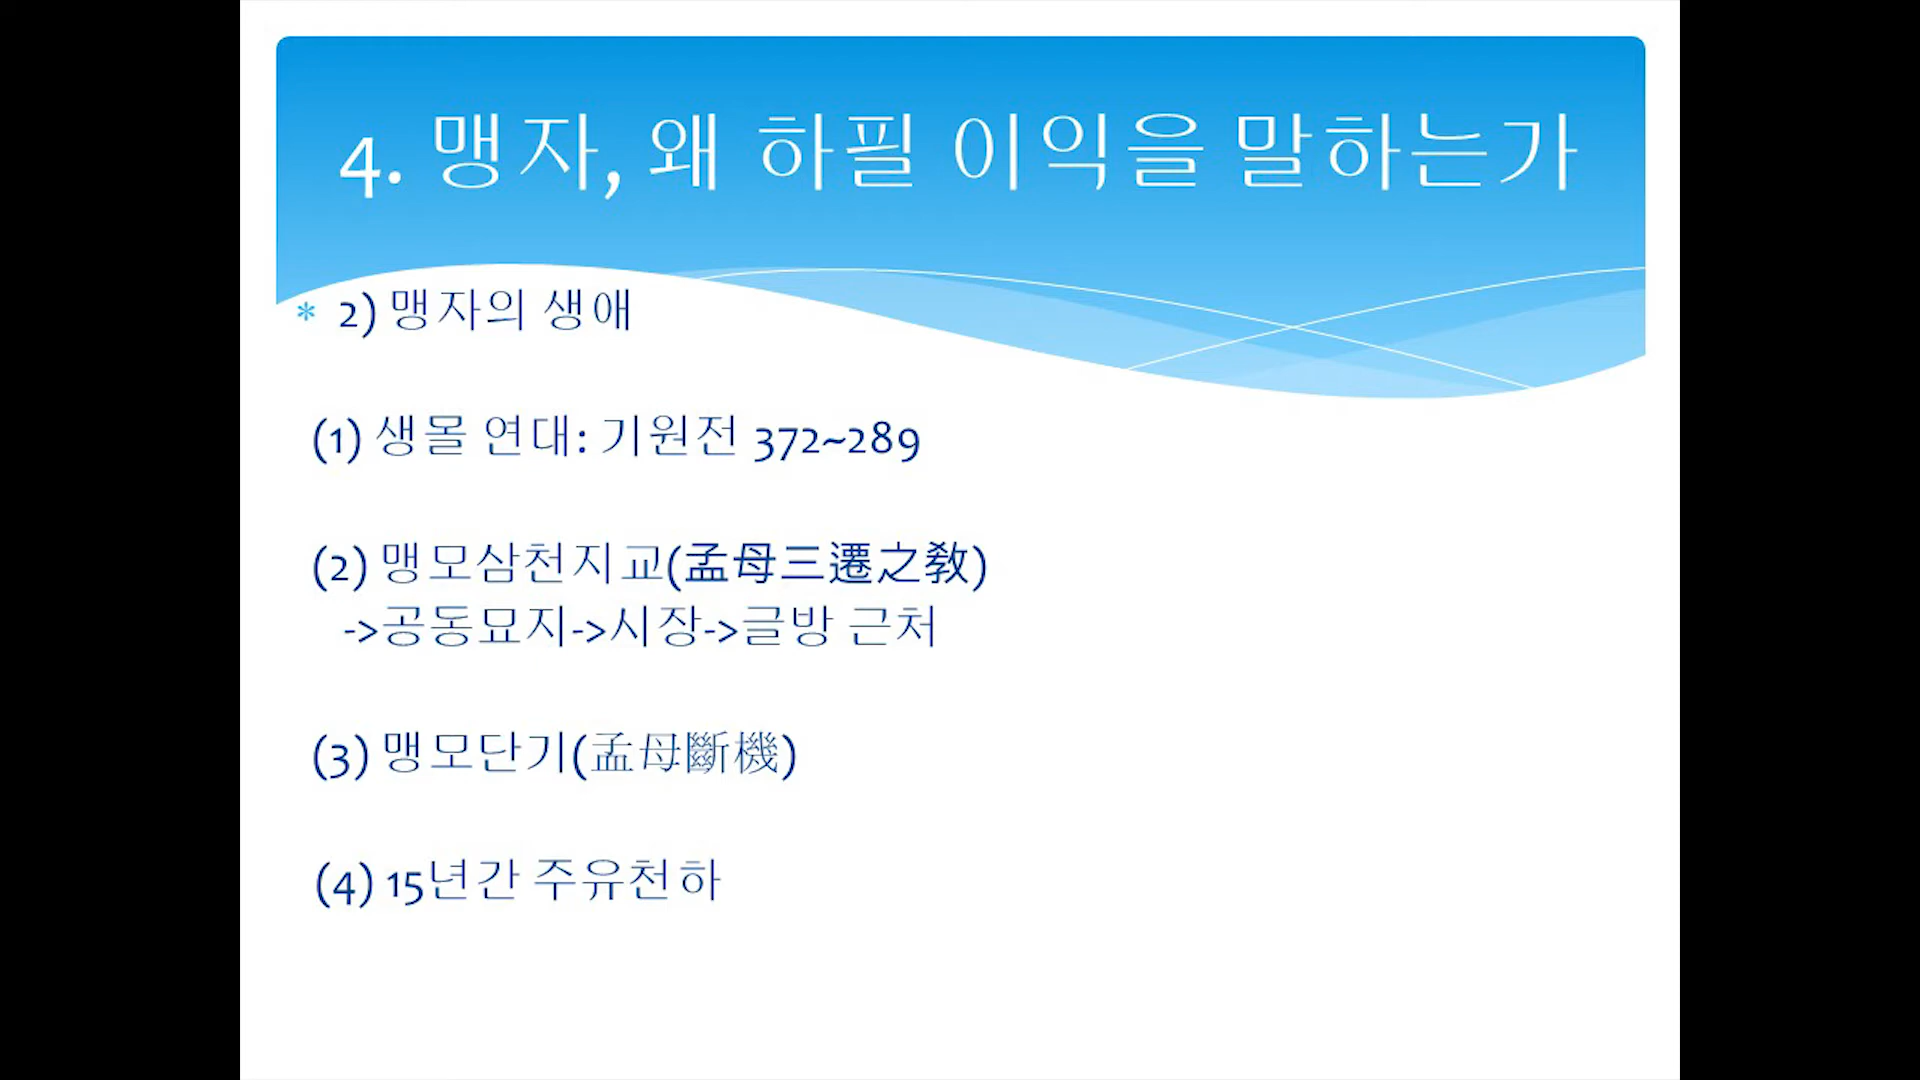 4. 맹자, 왜 하필 이익을 말하는가
* 2) 맹자의 생애
(1) 생몰 연대: 기원전 372~289
(2) 맹모삼천지교(孟母三遷之敎)
->공동묘지->시장->글방 근처
(3) 맹모단기(孟母斷機)
(4) 15년간 주유천하